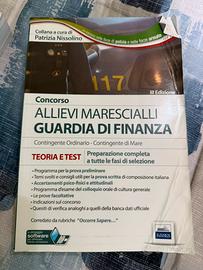 Collana a cura di
Patrizia Nissolino
117
III Edizione
Concorso
ALLIEVI MARESCIALLI
GUARDIA DI FINANZA
Contingente Ordinario - Contingente di Mare
TEORIA E TEST
Preparazione completa
a tutte le fasi di selezione
• Programma per la prova preliminare
• Temi svolti e consigli utili per la prova scritta di composizione italiana
• Accertamenti psico-fisici e attitudinali
• Programma d'esame del colloquio orale di cultura generale
• Le prove facoltative
• Indicazioni sul concorso
• Quesiti di verifica analoghi a quelli della banca dati ufficiale
Corredato da rubriche "Occorre Sapere..."
software
EDISES